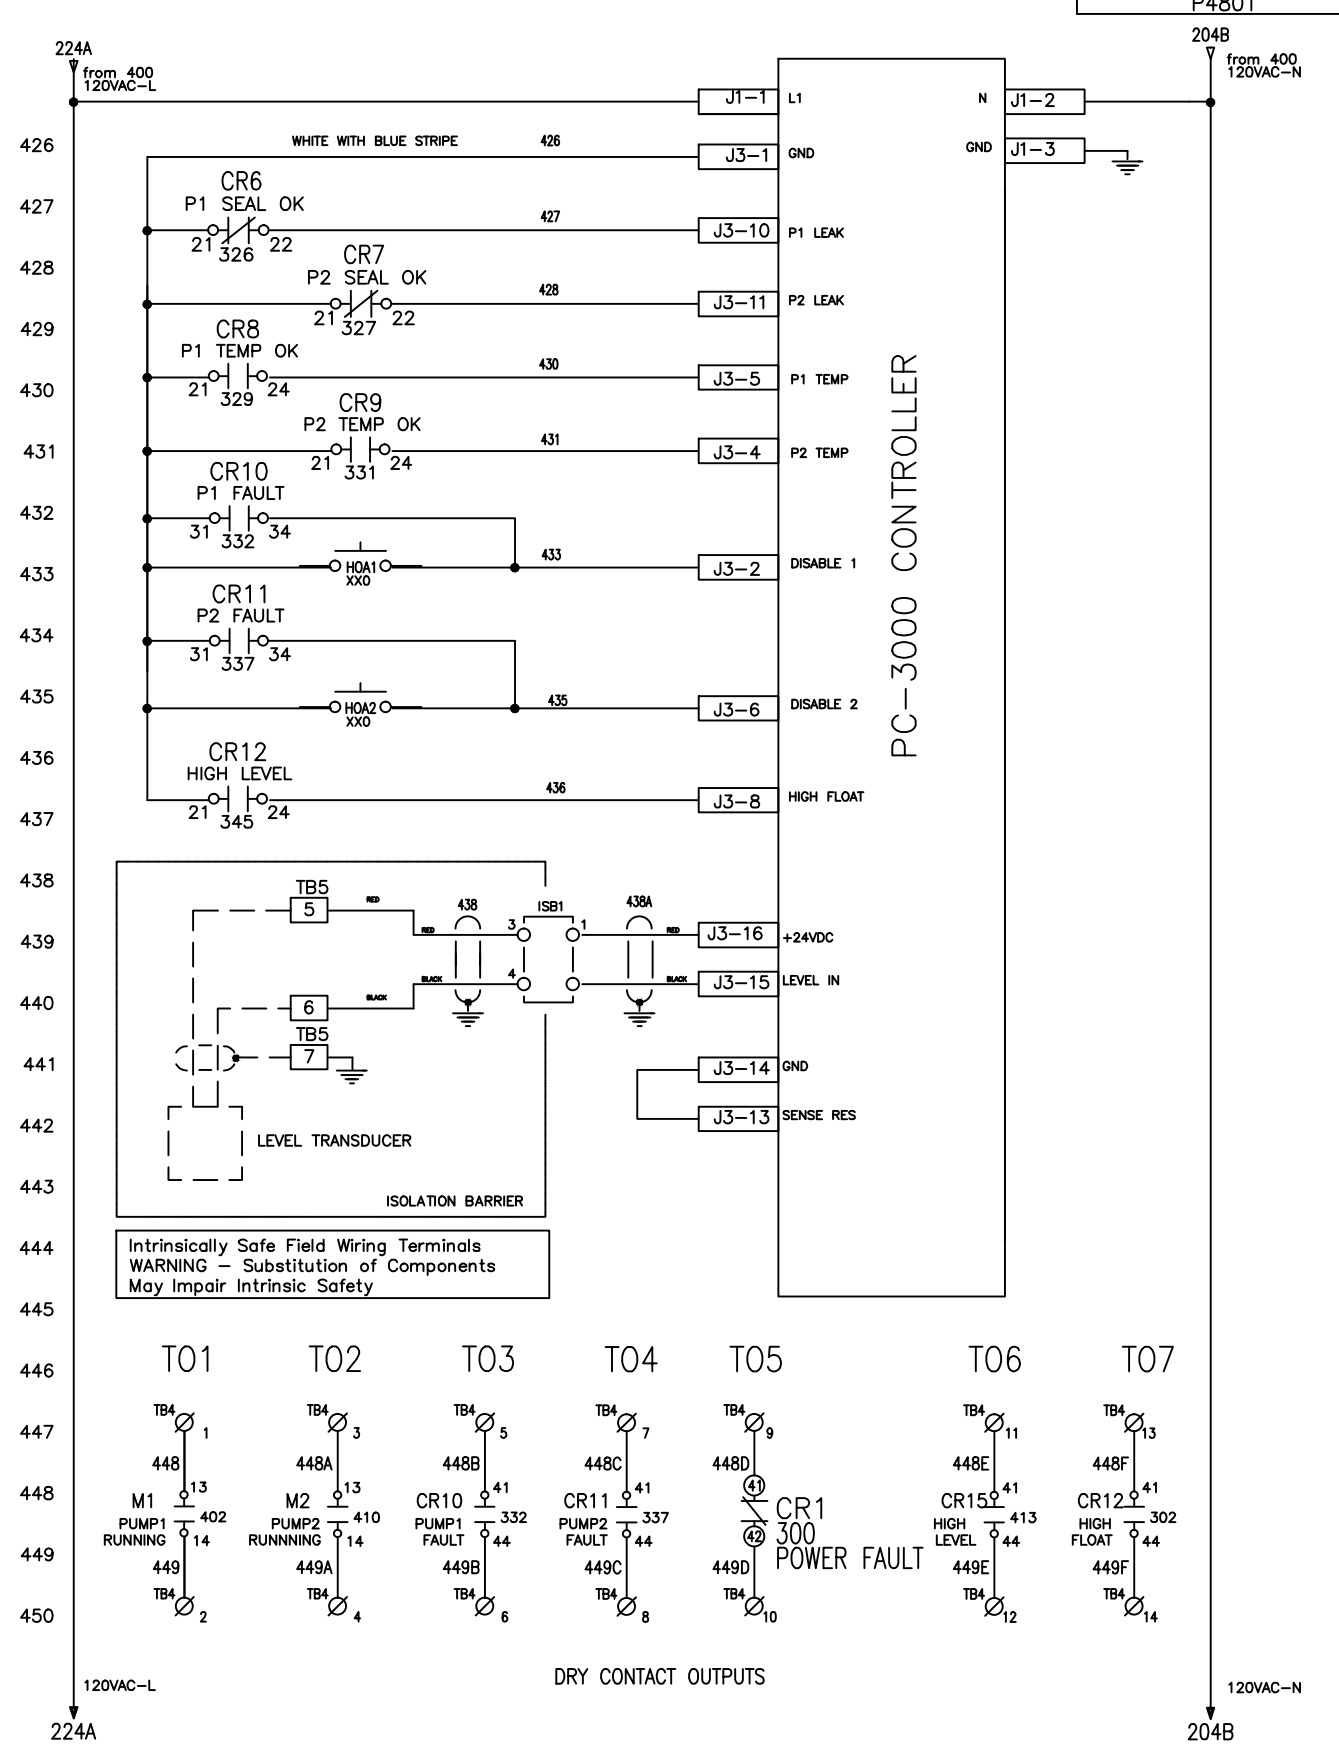 P4801
224A
204B
from 400
120VAC-L
from 400
120VAC-N
J1-1 L1
N J1-2
426
WHITE WITH BLUE STRIPE 426
J3-1 GND
GND J1-3
CR6
427
P1 SEAL OK
427
J3-10 P1 LEAK
21 326 22
CR7
428
P2 SEAL OK
428
J3-11 P2 LEAK
21 327 22
429
CR8
P1 TEMP OK
430
J3-5 P1 TEMP
430
21 329 24
CR9
P2 TEMP OK
431
431
J3-4 P2 TEMP
21 331 24
CR10
P1 FAULT
432
31 332 34
433
HOA1
XX0
J3-2 DISABLE 1
433
CR11
P2 FAULT
434
31 337 34
435
435
HOA2
XX0
J3-6 DISABLE 2
436
CR12
HIGH LEVEL
436
J3-8 HIGH FLOAT
21 345 24
437
PC-3000 CONTROLLER
438
TB5
5
RED
438
ISB1
438A
RED
3
1
RED
J3-16 +24VDC
439
BLACK
4
BLACK
J3-15 LEVEL IN
440
6
BLACK
TB5
7
441
J3-14 GND
442
J3-13 SENSE RES
LEVEL TRANSDUCER
443
ISOLATION BARRIER
444
Intrinsically Safe Field Wiring Terminals
WARNING - Substitution of Components
May Impair Intrinsic Safety
445
446
TO1 TO2 TO3 TO4 TO5 TO6 TO7
447
TB4 1
TB4 3
TB4 5
TB4 7
TB4 9
TB4 11
TB4 13
448 448A 448B 448C 448D 448E 448F
448
13 13 41 41 41 41 41
M1 402
M2 410
CR10 332
CR11 337
CR1
300
POWER FAULT
CR15 413
CR12 302
PUMP1
RUNNING
PUMP2
RUNNNING
PUMP1
FAULT
PUMP2
FAULT
HIGH
LEVEL
HIGH
FLOAT
14 14 44 44 42 44 44
449
449 449A 449B 449C 449D 449E 449F
450
TB4 2
TB4 4
TB4 6
TB4 8
TB4 10
TB4 12
TB4 14
DRY CONTACT OUTPUTS
120VAC-L
120VAC-N
224A
204B